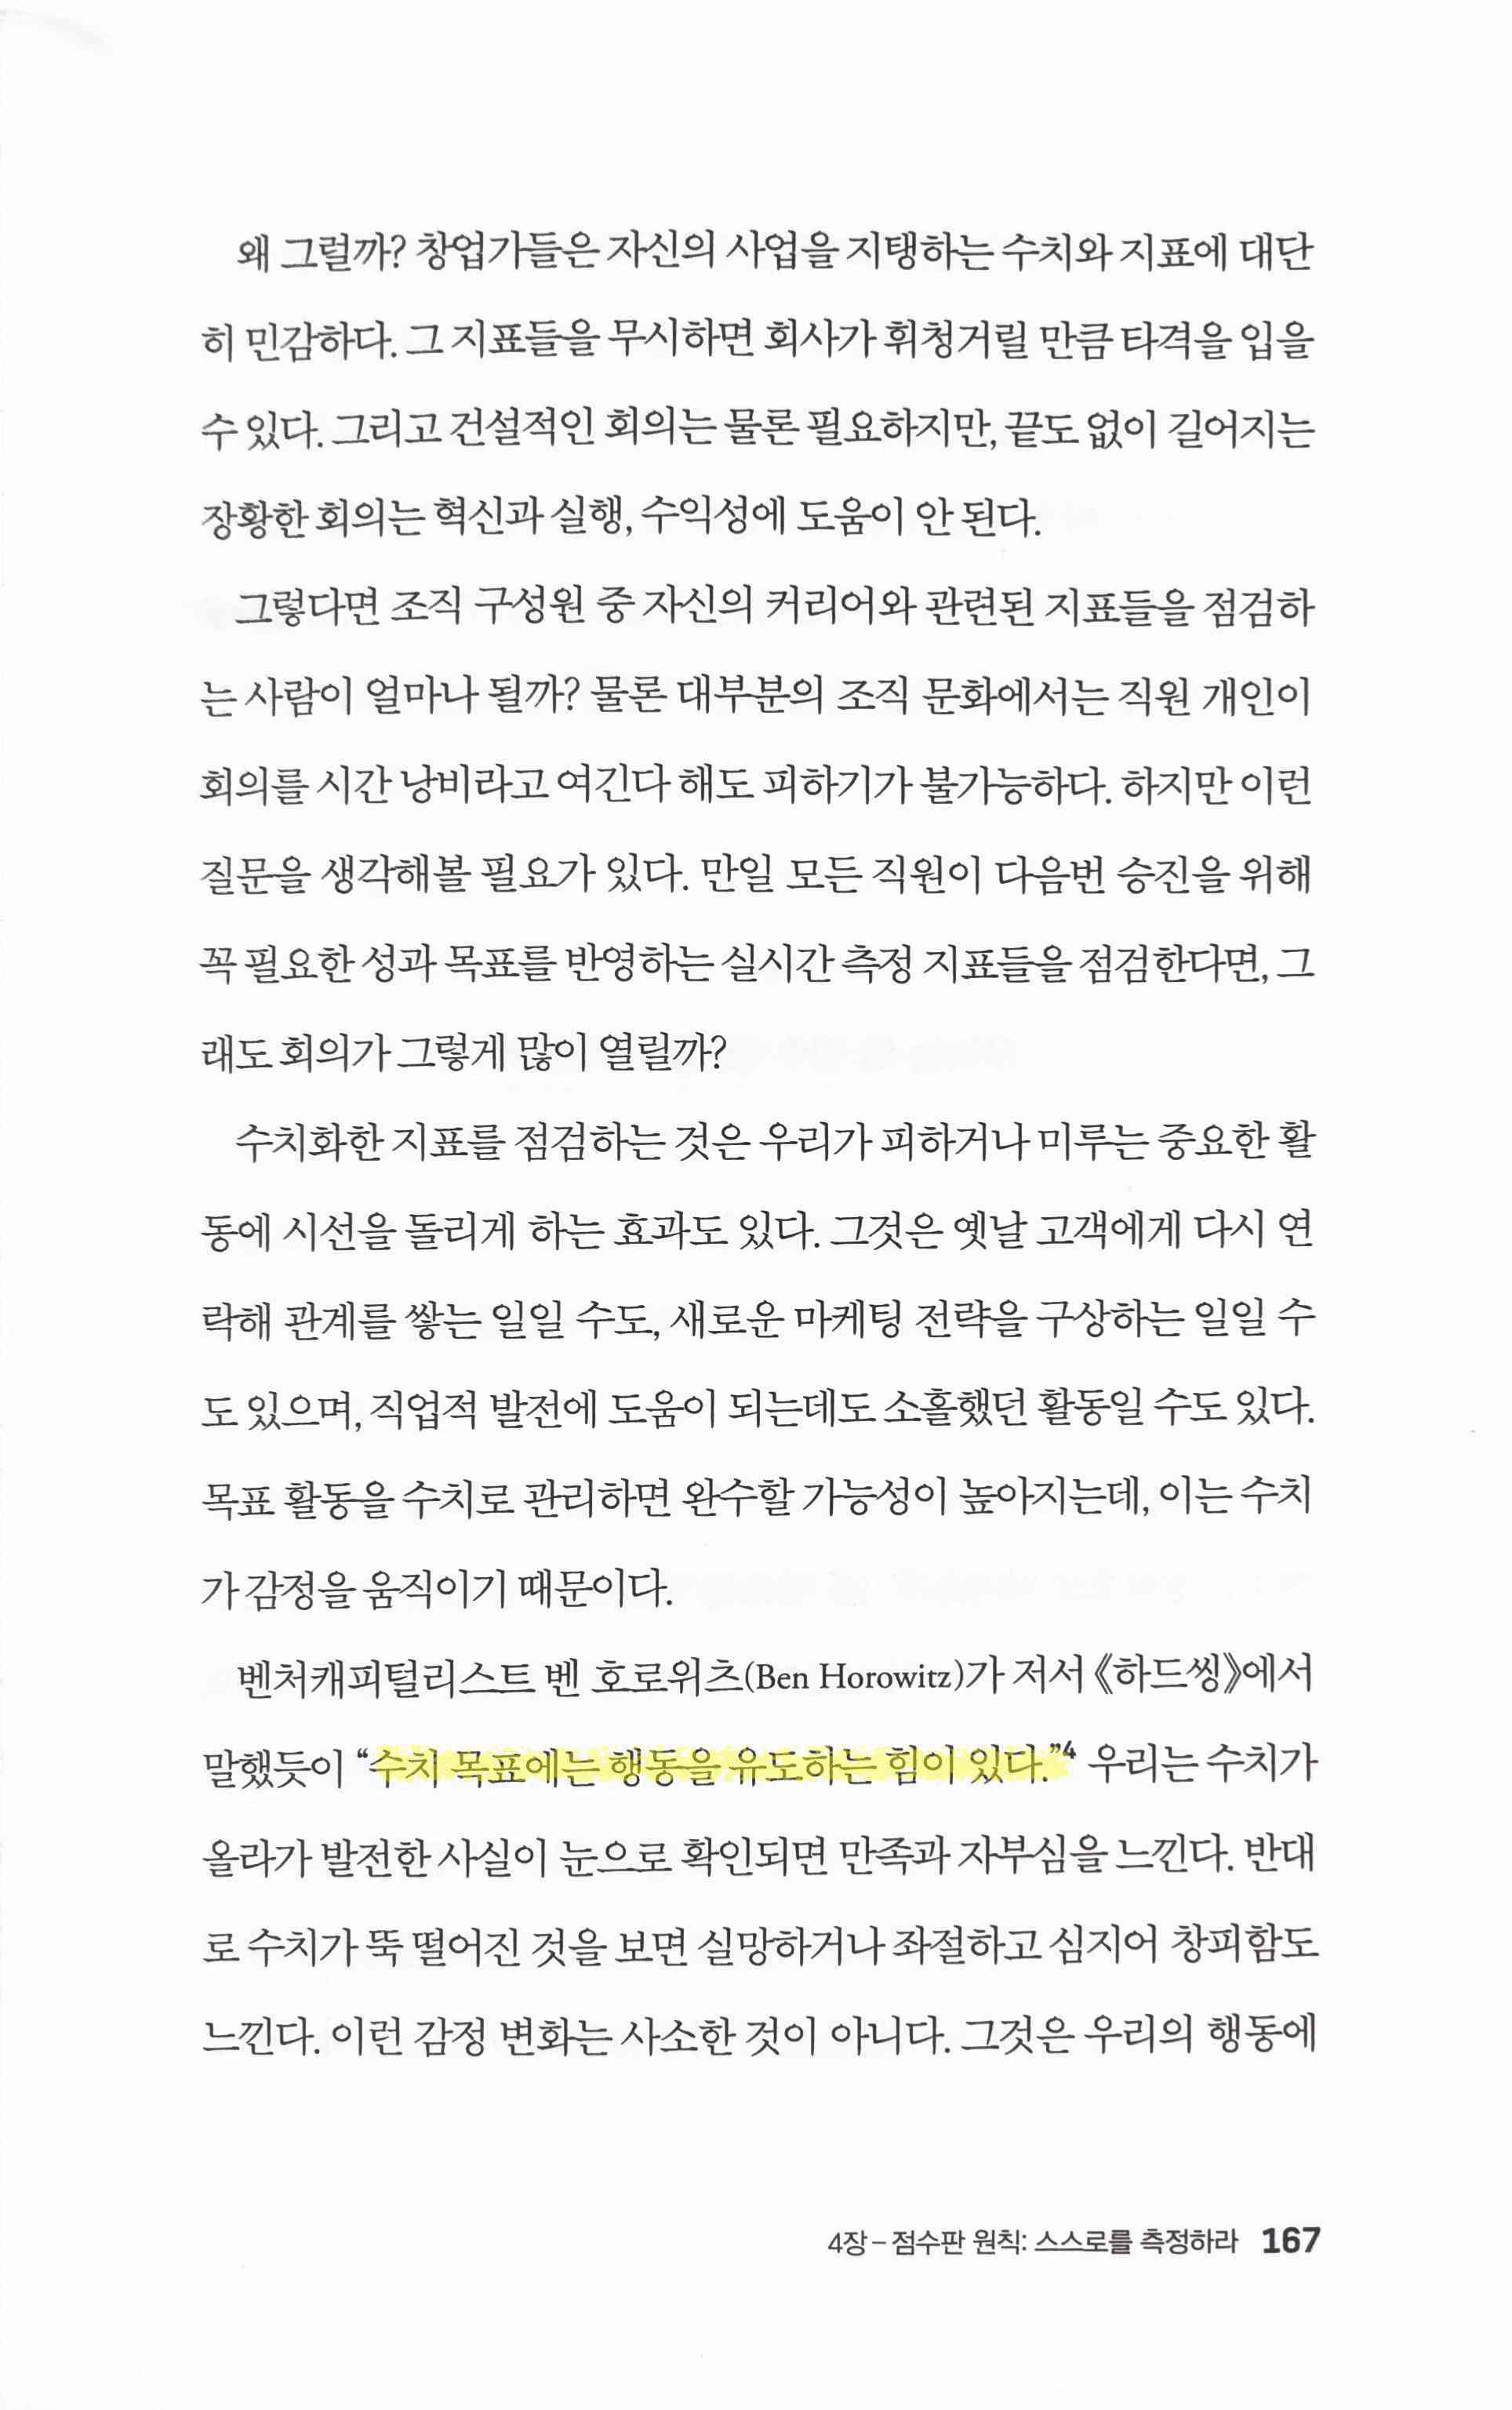 왜 그럴까? 창업가들은 자신의 사업을 지탱하는 수치와 지표에 대단
히 민감하다. 그 지표들을 무시하면 회사가 휘청거릴 만큼 타격을 입을
수 있다. 그리고 건설적인 회의는 물론 필요하지만, 끝도 없이 길어지는
장황한 회의는 혁신과 실행, 수익성에 도움이 안 된다.
그렇다면 조직 구성원 중 자신의 커리어와 관련된 지표들을 점검하
는 사람이 얼마나 될까? 물론 대부분의 조직 문화에서는 직원 개인이
회의를 시간 낭비라고 여긴다 해도 피하기가 불가능하다. 하지만 이런
질문을 생각해볼 필요가 있다. 만일 모든 직원이 다음번 승진을 위해
꼭 필요한 성과 목표를 반영하는 실시간 측정 지표들을 점검한다면, 그
래도 회의가 그렇게 많이 열릴까?
수치화한 지표를 점검하는 것은 우리가 피하거나 미루는 중요한 활
동에 시선을 돌리게 하는 효과도 있다. 그것은 옛날 고객에게 다시 연
락해 관계를 쌓는 일일 수도, 새로운 마케팅 전략을 구상하는 일일 수
도 있으며, 직업적 발전에 도움이 되는데도 소홀했던 활동일 수도 있다.
목표 활동을 수치로 관리하면 완수할 가능성이 높아지는데, 이는 수치
가 감정을 움직이기 때문이다.
벤처캐피털리스트 벤 호로위츠(Ben Horowitz)가 저서 《하드씽》에서
말했듯이 “수치 목표에는 행동을 유도하는 힘이 있다.”4 우리는 수치가
올라가 발전한 사실이 눈으로 확인되면 만족과 자부심을 느낀다. 반대
로 수치가 뚝 떨어진 것을 보면 실망하거나 좌절하고 심지어 창피함도
느낀다. 이런 감정 변화는 사소한 것이 아니다. 그것은 우리의 행동에
4장 – 점수판 원칙: 스스로를 측정하라 167